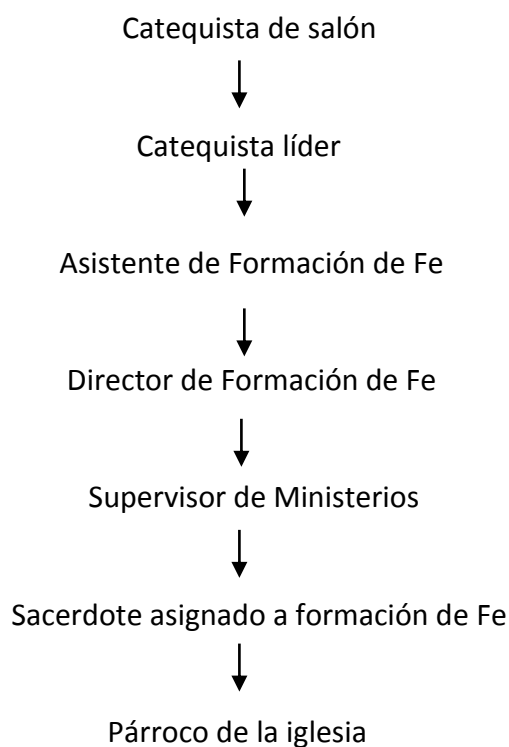 Catequista de salón
Catequista líder
Asistente de Formación de Fe
Director de Formación de Fe
Supervisor de Ministerios
Sacerdote asignado a formación de Fe
Párroco de la iglesia